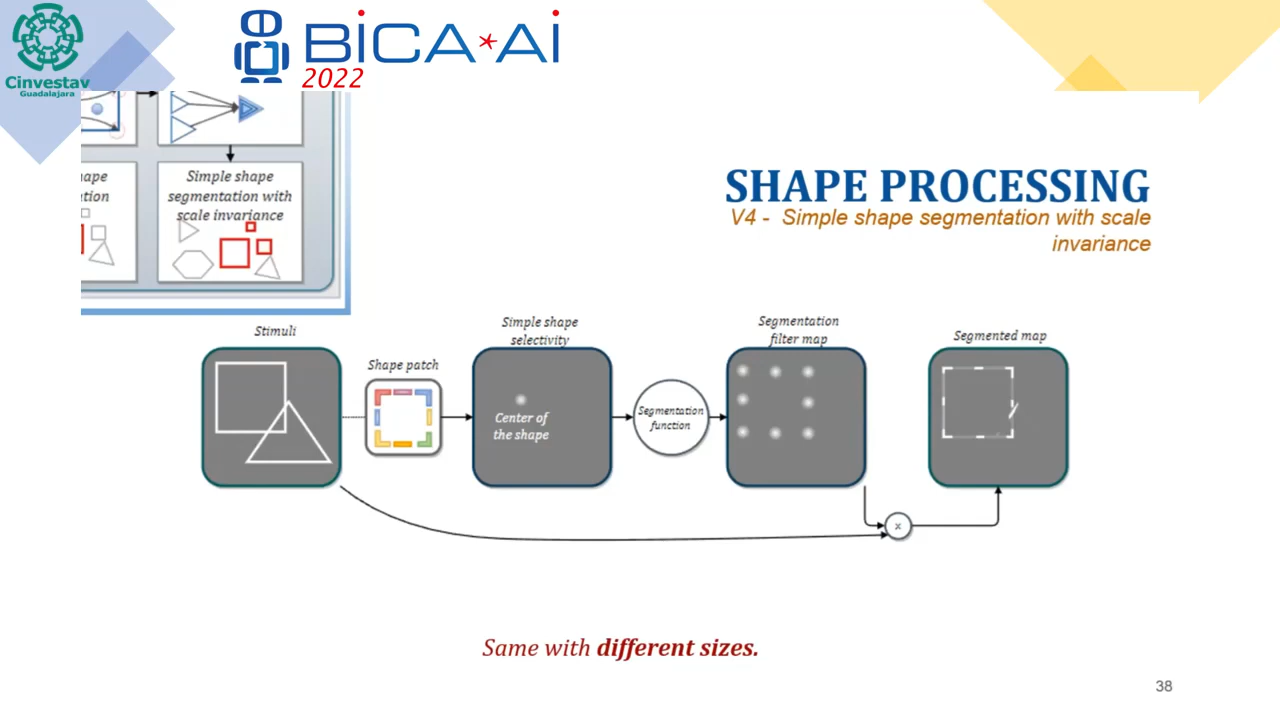 Cinvestav
Guadalajara
BiCA*Ai
2022
ape
tion
Simple shape
segmentation with
scale invariance
SHAPE PROCESSING
V4 - Simple shape segmentation with scale
invariance
Stimuli
Shape patch
Simple shape
selectivity
Center of
the shape
Segmentation
function
Segmentation
filter map
Segmented map
x
Same with different sizes.
38